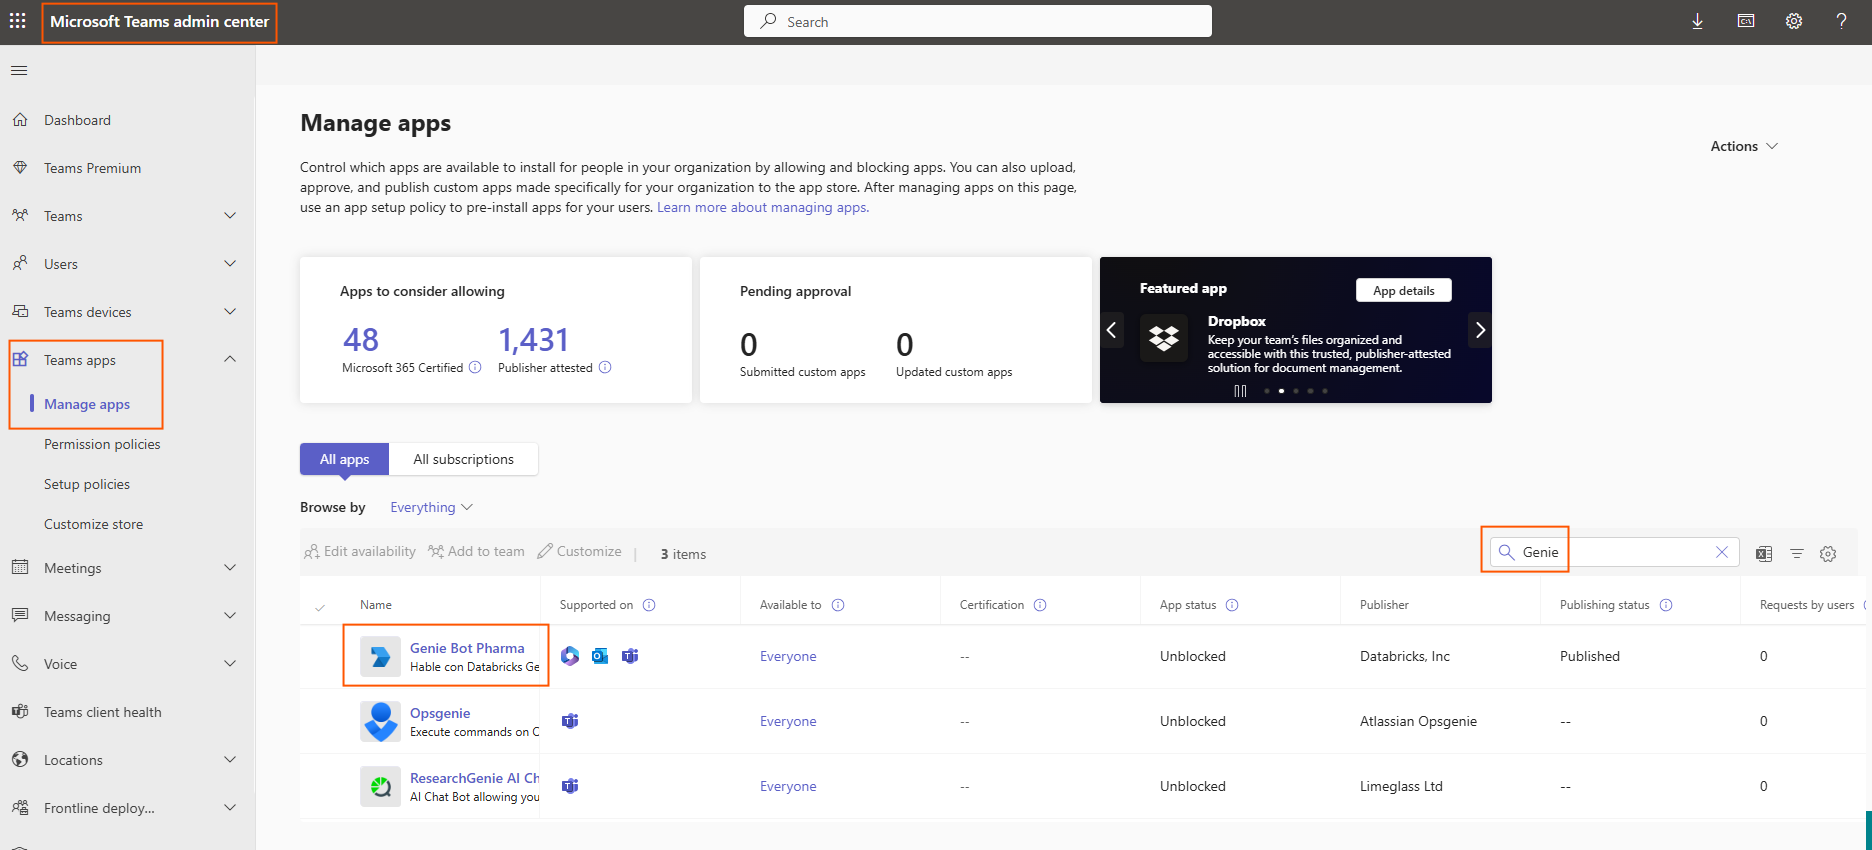 Microsoft Teams admin center
Search
Dashboard
Teams Premium
Teams
Users
Teams devices
Teams apps
Manage apps
Permission policies
Setup policies
Customize store
Meetings
Messaging
Voice
Teams client health
Locations
Frontline deploy...
Manage apps
Actions
Control which apps are available to install for people in your organization by allowing and blocking apps. You can also upload,
approve, and publish custom apps made specifically for your organization to the app store. After managing apps on this page,
use an app setup policy to pre-install apps for your users. Learn more about managing apps.
Apps to consider allowing
48
1,431
Microsoft 365 Certified
Publisher attested
Pending approval
0
0
Submitted custom apps
Updated custom apps
Featured app
App details
Dropbox
Keep your team's files organized and
accessible with this trusted, publisher-attested
solution for document management.
All apps
All subscriptions
Browse by
Everything
Edit availability
Add to team
Customize
3 items
Genie
Name
Supported on
Available to
Certification
App status
Publisher
Publishing status
Requests by users
Genie Bot Pharma
Hable con Databricks Ge
Everyone
--
Unblocked
Databricks, Inc
Published
0
Opsgenie
Execute commands on O
Everyone
--
Unblocked
Atlassian Opsgenie
--
0
ResearchGenie AI Ch
AI Chat Bot allowing you
Everyone
--
Unblocked
Limeglass Ltd
--
0